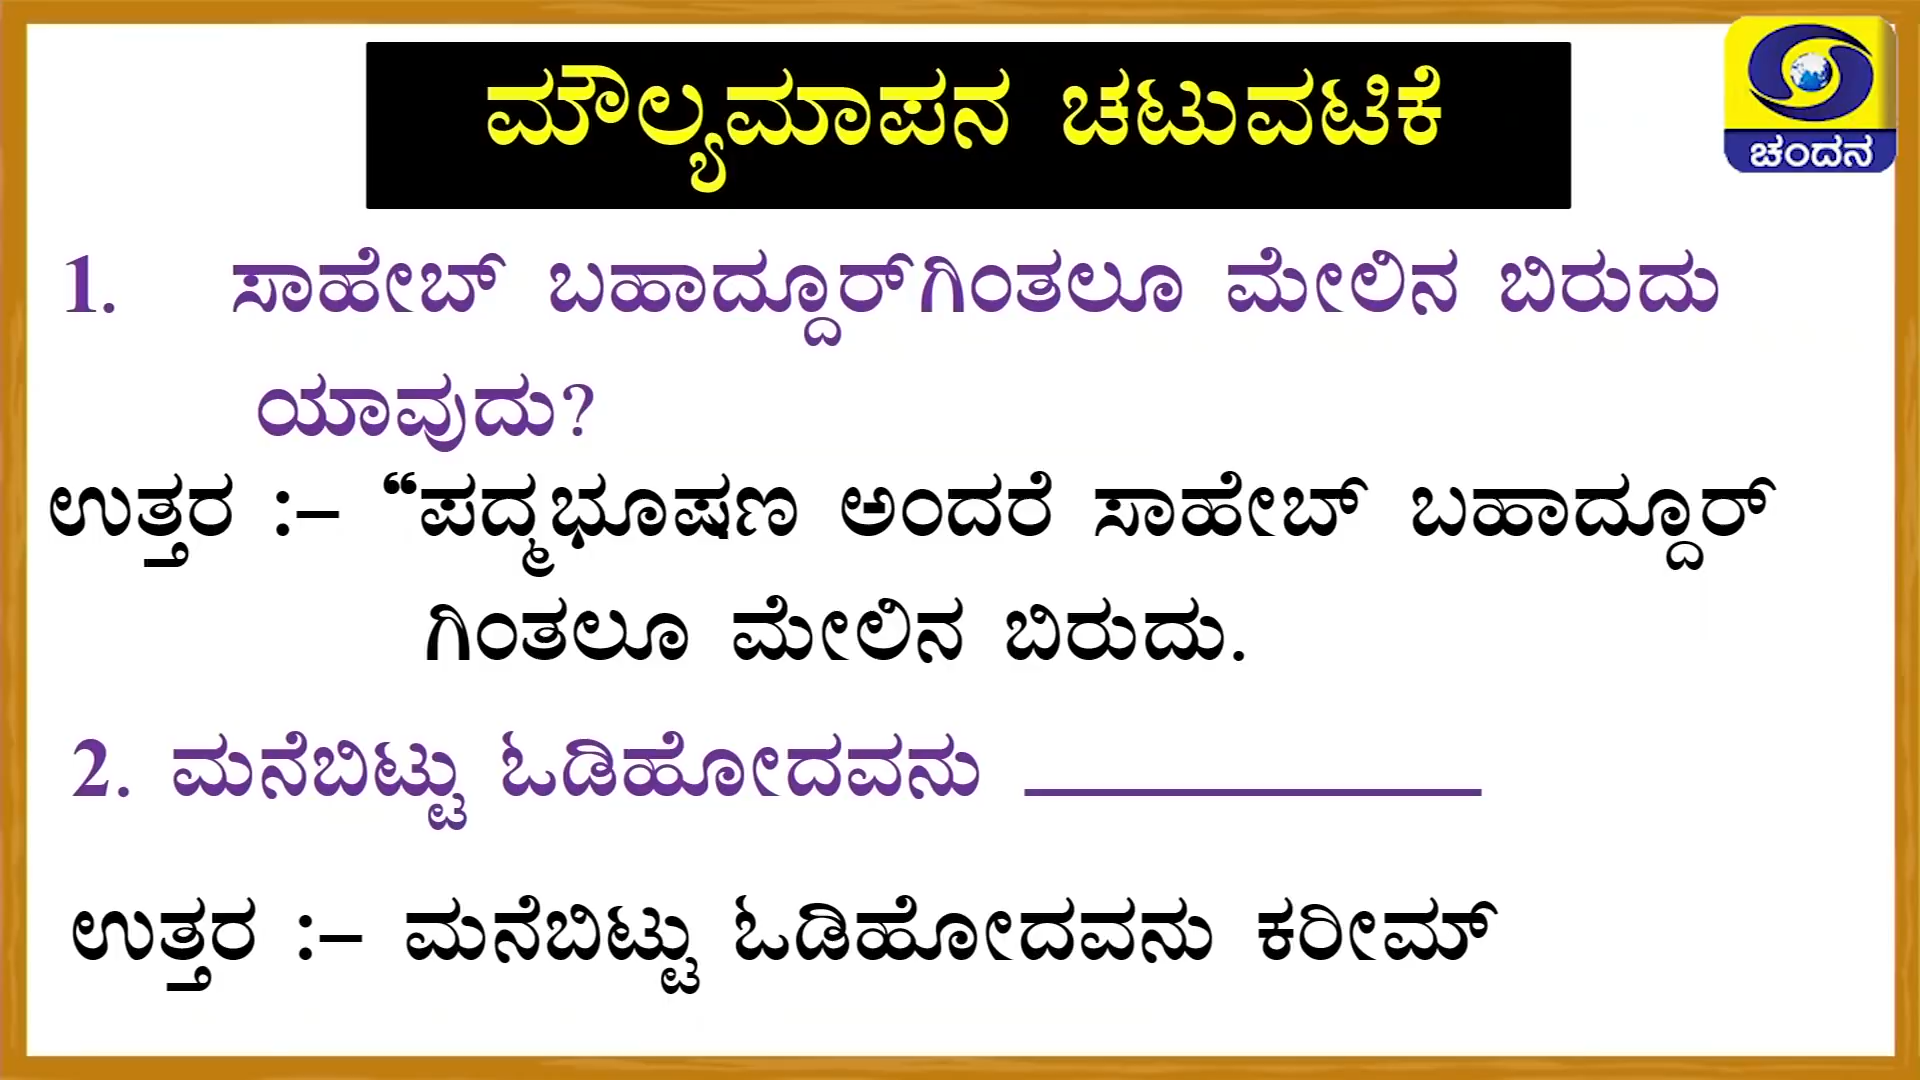 ಮೌಲ್ಯಮಾಪನ ಚಟುವಟಿಕೆ
ಚಂದನ
1. ಸಾಹೇಬ್ ಬಹಾದ್ದೂರ್‌ಗಿಂತಲೂ ಮೇಲಿನ ಬಿರುದು
ಯಾವುದು?
ಉತ್ತರ :– “ಪದ್ಮಭೂಷಣ ಅಂದರೆ ಸಾಹೇಬ್ ಬಹಾದ್ದೂರ್
ಗಿಂತಲೂ ಮೇಲಿನ ಬಿರುದು.
2. ಮನೆಬಿಟ್ಟು ಓಡಿಹೋದವನು ___________
ಉತ್ತರ :– ಮನೆಬಿಟ್ಟು ಓಡಿಹೋದವನು ಕರೀಮ್